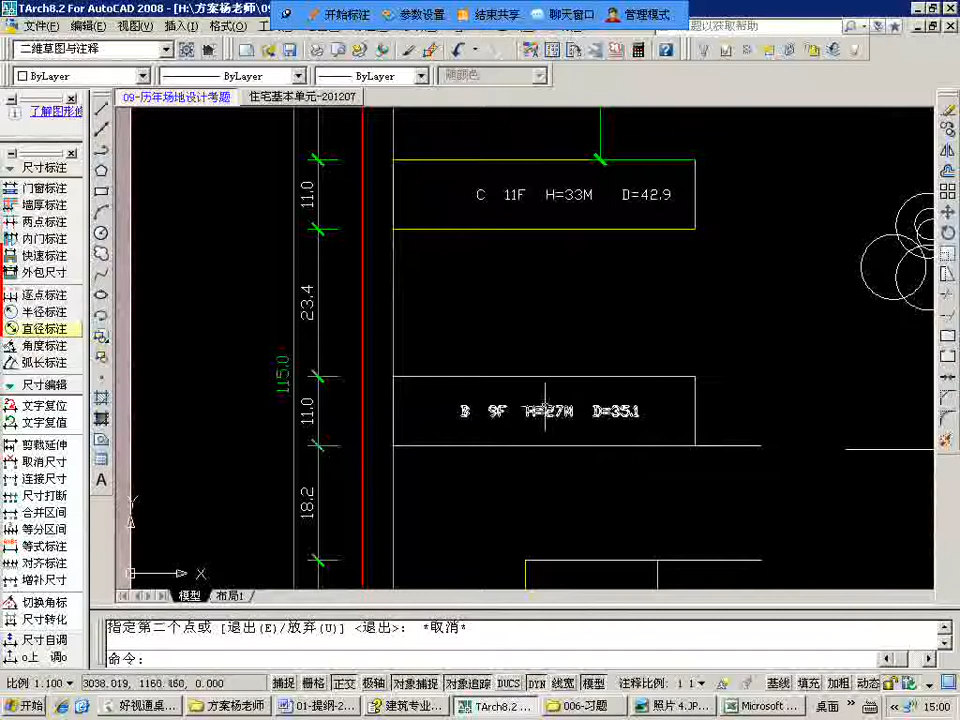 TArch8.2 For AutoCAD 2008 - [H:\方案杨老师\09
开始标注
参数设置
结束共享
聊天窗口
管理模式
文件(F)
编辑(E)
视图(V)
插入(I)
格式(O)
二维草图与注释
ByLayer
ByLayer
ByLayer
随颜色
09-历年场地设计考题
住宅基本单元-201207
尺寸标注
门窗标注
墙厚标注
两点标注
内门标注
快速标注
外包尺寸
逐点标注
半径标注
直径标注
角度标注
弧长标注
尺寸编辑
文字复位
文字复值
剪裁延伸
取消尺寸
连接尺寸
尺寸打断
合并区间
等分区间
等式标注
对齐标注
增补尺寸
切换角标
尺寸转化
尺寸自调
o上 调o
11.0
C 11F H=33M D=42.9
23.4
115.0
11.0
B 9F H=27M D=35.1
18.2
Y
X
A
模型
布局1
指定第二个点或 [退出(E)/放弃(U)] <退出>: *取消*
命令:
比例 1:100
3038.019, 1160.150, 0.000
捕捉
栅格
正交
极轴
对象捕捉
对象追踪
DUCS
DYN
线宽
模型
注释比例:
基线
填充
加粗
动态
开始
好视通桌...
方案杨老师
01-提纲-2...
建筑专业...
TArch8.2 ...
006-习题
照片 4.JP...
Microsoft...
桌面
15:00